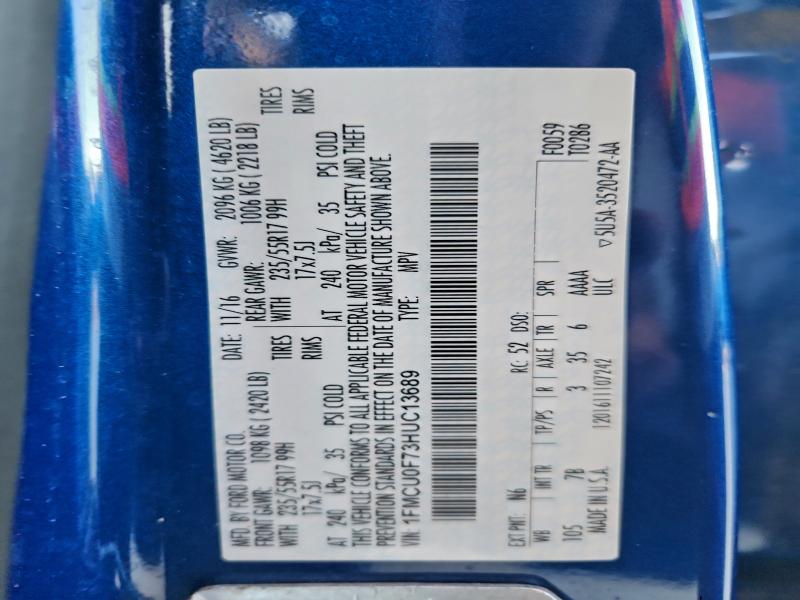 MFD. BY FORD MOTOR CO. DATE: 11/16 GVWR: 2096 KG ( 4620 LB)
FRONT GAWR: 1098 KG ( 2420 LB) REAR GAWR: 1006 KG ( 2218 LB)
WITH 235/55R17 99H TIRES WITH 235/55R17 99H TIRES
17x7.5J RIMS 17x7.5J RIMS
AT 240 kPa/ 35 PSI COLD AT 240 kPa/ 35 PSI COLD
THIS VEHICLE CONFORMS TO ALL APPLICABLE FEDERAL MOTOR VEHICLE SAFETY AND THEFT
PREVENTION STANDARDS IN EFFECT ON THE DATE OF MANUFACTURE SHOWN ABOVE.
VIN: 1FMCU0F73HUC13689 TYPE: MPV
EXT PNT: N6 RC: 52 DSO: F0059
WB INT TR TP/PS R AXLE TR SPR T0286
105 7B 3 35 6 AAAA
MADE IN U.S.A. 1201611107242 ULC ▽5U5A-3520472-AA